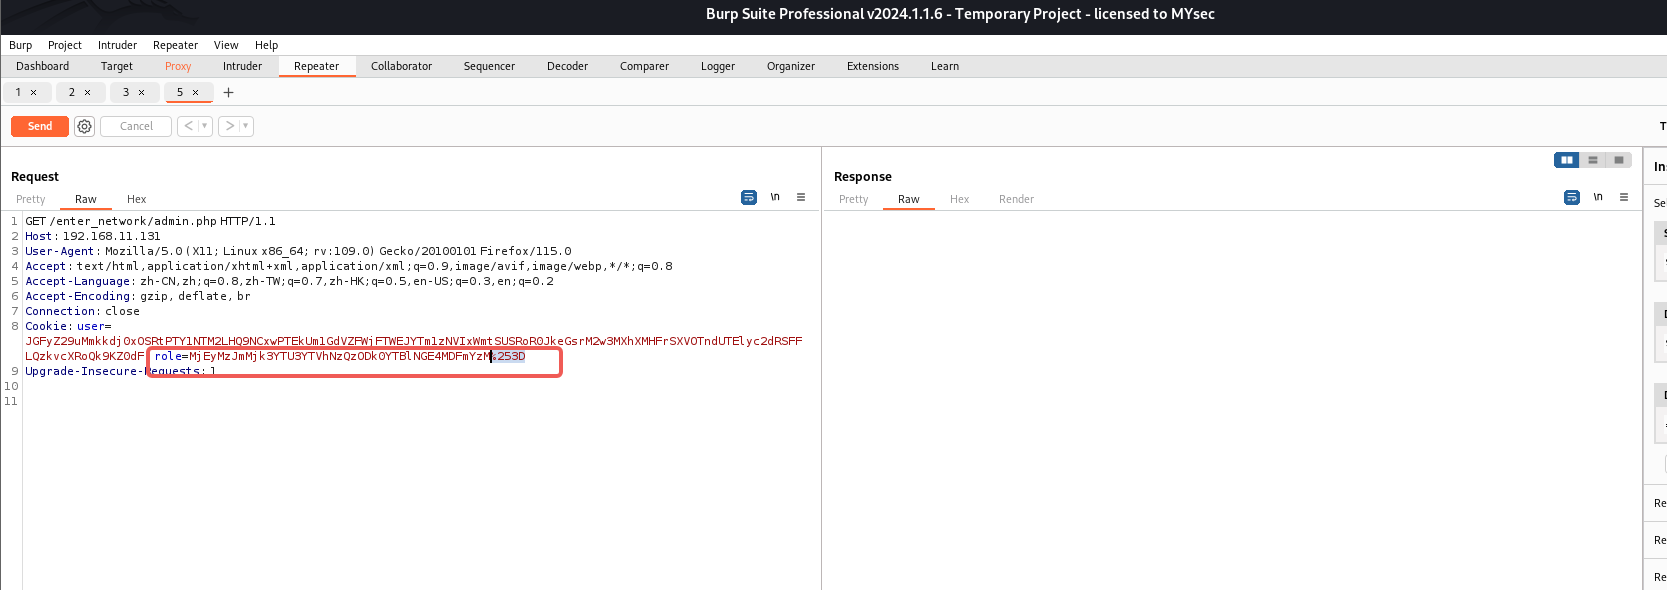 Burp Suite Professional v2024.1.1.6 - Temporary Project - licensed to MYsec
Burp Project Intruder Repeater View Help
Dashboard Target Proxy Intruder Repeater Collaborator Sequencer Decoder Comparer Logger Organizer Extensions Learn
1 × 2 × 3 × 5 × +
Send Cancel < >
T
Request
Pretty Raw Hex
\n
1 GET /enter_network/admin.php HTTP/1.1
2 Host: 192.168.11.131
3 User-Agent: Mozilla/5.0 (X11; Linux x86_64; rv:109.0) Gecko/20100101 Firefox/115.0
4 Accept: text/html,application/xhtml+xml,application/xml;q=0.9,image/avif,image/webp,*/*;q=0.8
5 Accept-Language: zh-CN,zh;q=0.8,zh-TW;q=0.7,zh-HK;q=0.5,en-US;q=0.3,en;q=0.2
6 Accept-Encoding: gzip, deflate, br
7 Connection: close
8 Cookie: user=
JGFyZ29uMmkkdj0xOSRtPTY1NTM2LHQ9NCxwPTEkUm1GdVZFWjFTWEJYTm1zNVIxWmtSUSRoR0JkeGsrM2w3MXhXMHFrSXVOTndUTElyc2dRSFFLQzkvcXRoQk9KZ0dF
role=MjEyMzJmMjk3YTU3YTVhNzQzODk0YTBlNGE4MDFmYzM%253D
9 Upgrade-Insecure-Requests: 1
10
11
Response
Pretty Raw Hex Render
\n
In
Se
Re
Re
Re